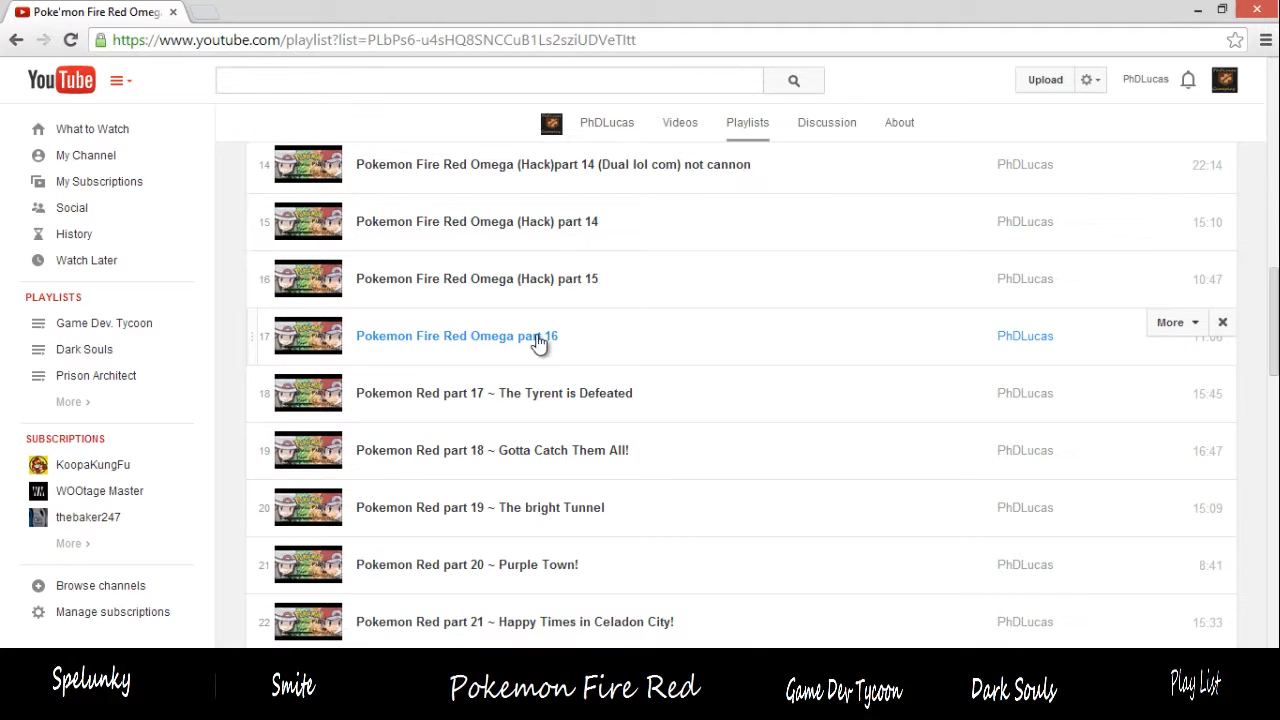 Poke'mon Fire Red Omeg
https://www.youtube.com/playlist?list=PLbPs6-u4sHQ8SNCCuB1Ls2sziUDVeTItt
YouTube
Upload
PhDLucas
PhDLucas
Videos
Playlists
Discussion
About
What to Watch
My Channel
My Subscriptions
Social
History
Watch Later
PLAYLISTS
Game Dev. Tycoon
Dark Souls
Prison Architect
More ›
SUBSCRIPTIONS
KoopaKungFu
WOOtage Master
thebaker247
More ›
Browse channels
Manage subscriptions
14 Pokemon Fire Red Omega (Hack)part 14 (Dual lol com) not cannon PhDLucas 22:14
15 Pokemon Fire Red Omega (Hack) part 14 PhDLucas 15:10
16 Pokemon Fire Red Omega (Hack) part 15 PhDLucas 10:47
17 Pokemon Fire Red Omega part 16 PhDLucas More
18 Pokemon Red part 17 ~ The Tyrent is Defeated PhDLucas 15:45
19 Pokemon Red part 18 ~ Gotta Catch Them All! PhDLucas 16:47
20 Pokemon Red part 19 ~ The bright Tunnel PhDLucas 15:09
21 Pokemon Red part 20 ~ Purple Town! PhDLucas 8:41
22 Pokemon Red part 21 ~ Happy Times in Celadon City! PhDLucas 15:33
Spelunky Smite Pokemon Fire Red Game Dev Tycoon Dark Souls Play List